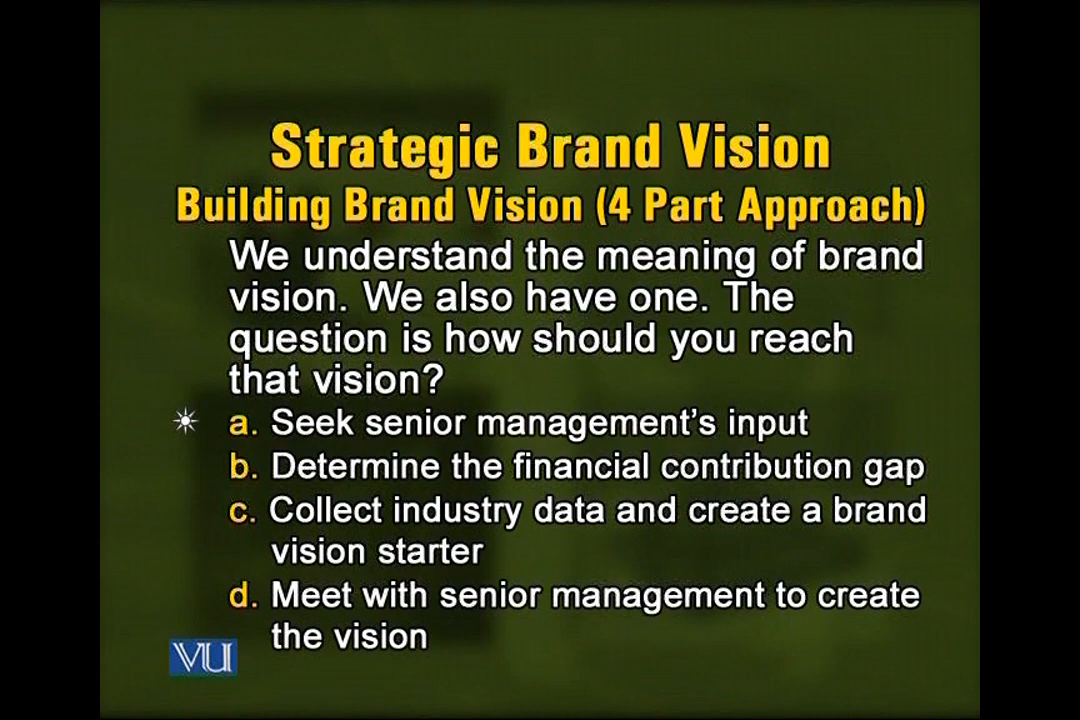 Strategic Brand Vision
Building Brand Vision (4 Part Approach)
We understand the meaning of brand
vision. We also have one. The
question is how should you reach
that vision?
a. Seek senior management's input
b. Determine the financial contribution gap
c. Collect industry data and create a brand
vision starter
d. Meet with senior management to create
the vision
VU